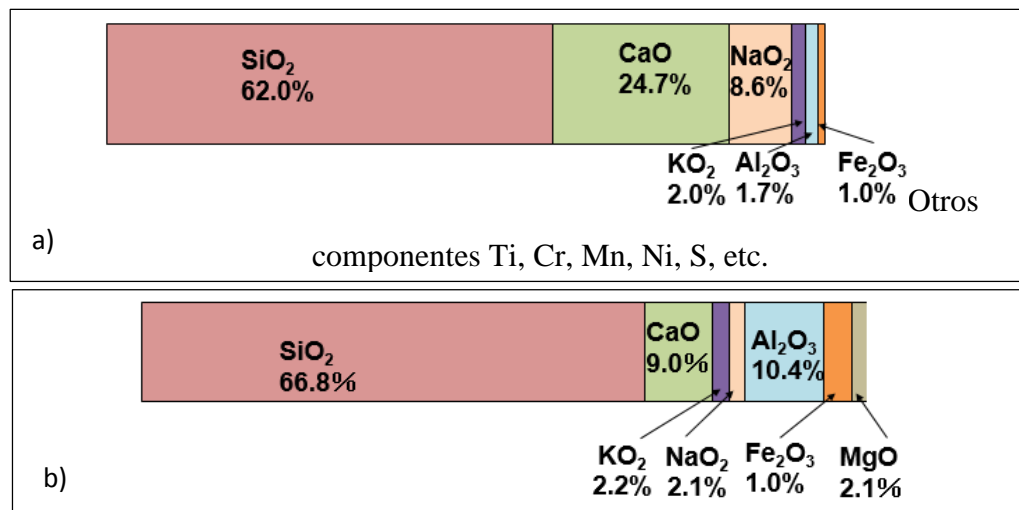 SiO₂
62.0%
CaO
24.7%
NaO₂
8.6%
KO₂
2.0%
Al₂O₃
1.7%
Fe₂O₃
1.0% Otros
a)
componentes Ti, Cr, Mn, Ni, S, etc.
SiO₂
66.8%
CaO
9.0%
Al₂O₃
10.4%
KO₂
2.2%
NaO₂
2.1%
Fe₂O₃
1.0%
MgO
2.1%
b)